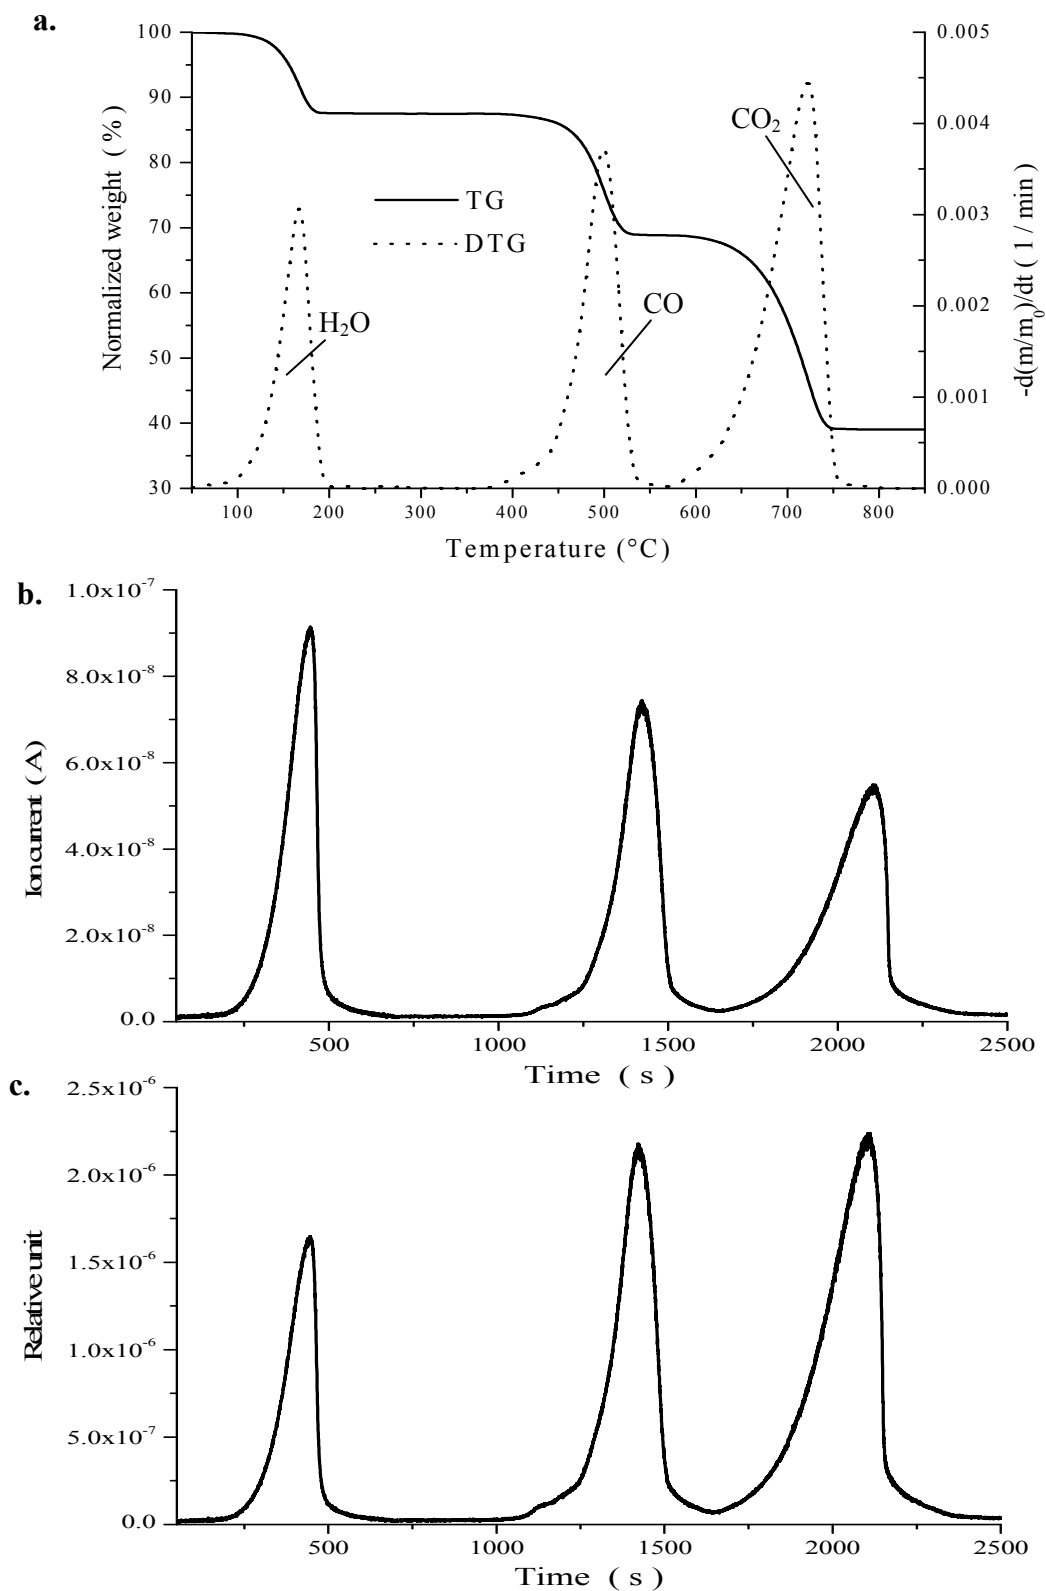 a.
100
90
80
70
60
50
40
30
Normalized weight ( % )
0.005
0.004
0.003
0.002
0.001
0.000
-d(m/m₀)/dt ( 1 / min )
CO₂
TG
DTG
H₂O
CO
100 200 300 400 500 600 700 800
Temperature (°C)
b.
1.0x10⁻⁷
8.0x10⁻⁸
6.0x10⁻⁸
4.0x10⁻⁸
2.0x10⁻⁸
0.0
Ion current ( A )
500 1000 1500 2000 2500
Time ( s )
c.
2.5x10⁻⁶
2.0x10⁻⁶
1.5x10⁻⁶
1.0x10⁻⁶
5.0x10⁻⁷
0.0
Relative unit
500 1000 1500 2000 2500
Time ( s )